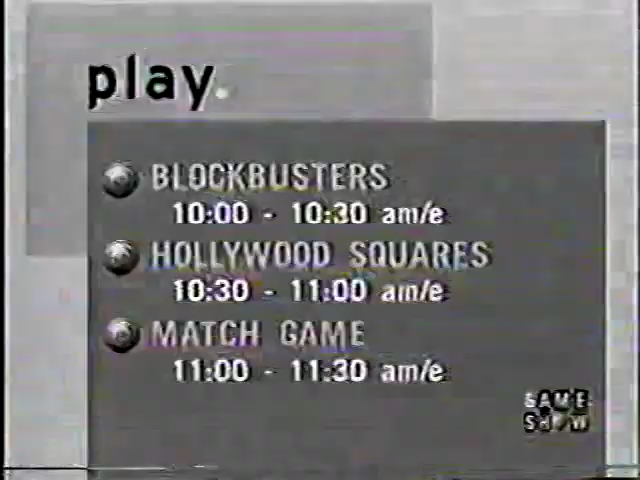 play.
BLOCKBUSTERS
10:00 - 10:30 am/e
HOLLYWOOD SQUARES
10:30 - 11:00 am/e
MATCH GAME
11:00 - 11:30 am/e
GAME
SHOW